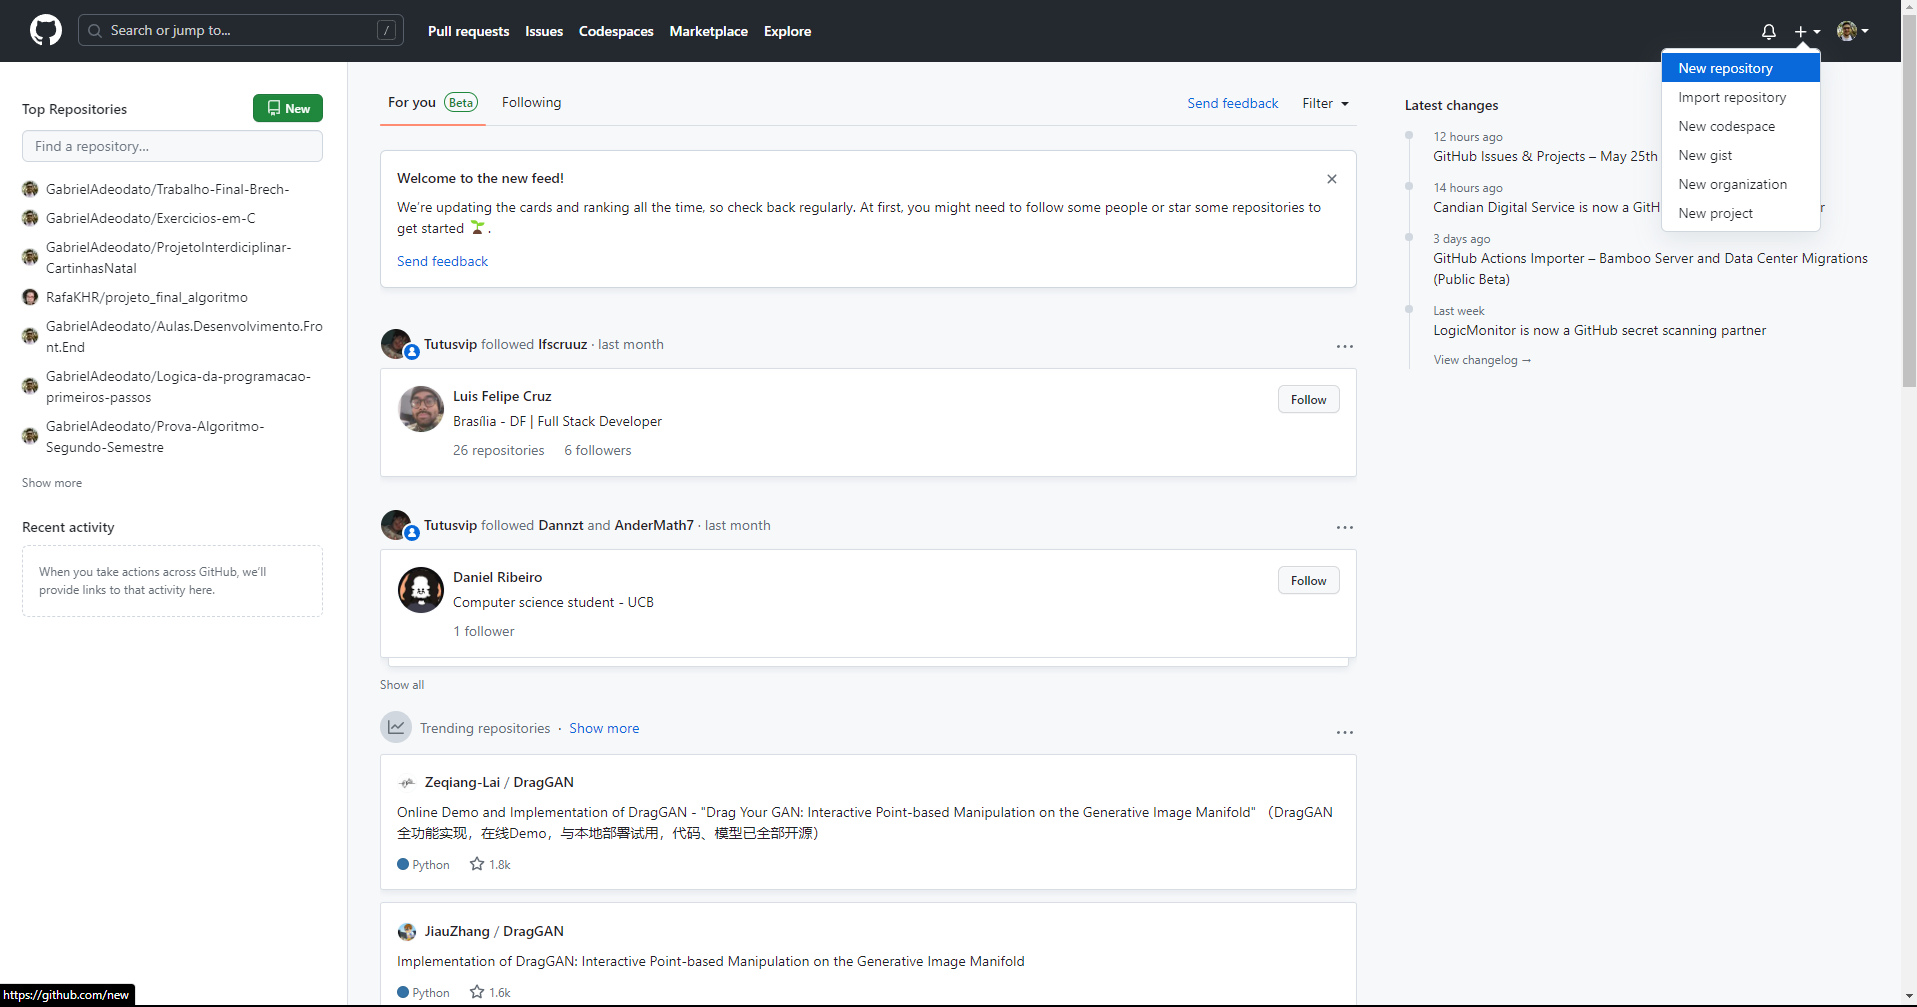 Search or jump to...
/
Pull requests
Issues
Codespaces
Marketplace
Explore
New repository
Import repository
New codespace
New gist
New organization
New project
Top Repositories
New
Find a repository...
GabrielAdeodato/Trabalho-Final-Brech-
GabrielAdeodato/Exercicios-em-C
GabrielAdeodato/ProjetoInterdiciplinar-
CartinhasNatal
RafaKHR/projeto_final_algoritmo
GabrielAdeodato/Aulas.Desenvolvimento.Fro
nt.End
GabrielAdeodato/Logica-da-programacao-
primeiros-passos
GabrielAdeodato/Prova-Algoritmo-
Segundo-Semestre
Show more
Recent activity
When you take actions across GitHub, we'll
provide links to that activity here.
For you
Beta
Following
Send feedback
Filter
Welcome to the new feed!
We're updating the cards and ranking all the time, so check back regularly. At first, you might need to follow some people or star some repositories to
get started 🌱 .
Send feedback
Tutusvip followed lfscruuz · last month
Luis Felipe Cruz
Follow
Brasília - DF | Full Stack Developer
26 repositories 6 followers
Tutusvip followed Dannzt and AnderMath7 · last month
Daniel Ribeiro
Follow
Computer science student - UCB
1 follower
Show all
Trending repositories · Show more
Zeqiang-Lai / DragGAN
Online Demo and Implementation of DragGAN - "Drag Your GAN: Interactive Point-based Manipulation on the Generative Image Manifold" （DragGAN
全功能实现，在线Demo，与本地部署试用，代码、模型已全部开源）
Python 1.8k
JiauZhang / DragGAN
Implementation of DragGAN: Interactive Point-based Manipulation on the Generative Image Manifold
Python 1.6k
Latest changes
12 hours ago
GitHub Issues & Projects – May 25th
14 hours ago
Candian Digital Service is now a GitH r
3 days ago
GitHub Actions Importer – Bamboo Server and Data Center Migrations
(Public Beta)
Last week
LogicMonitor is now a GitHub secret scanning partner
View changelog →
https://github.com/new